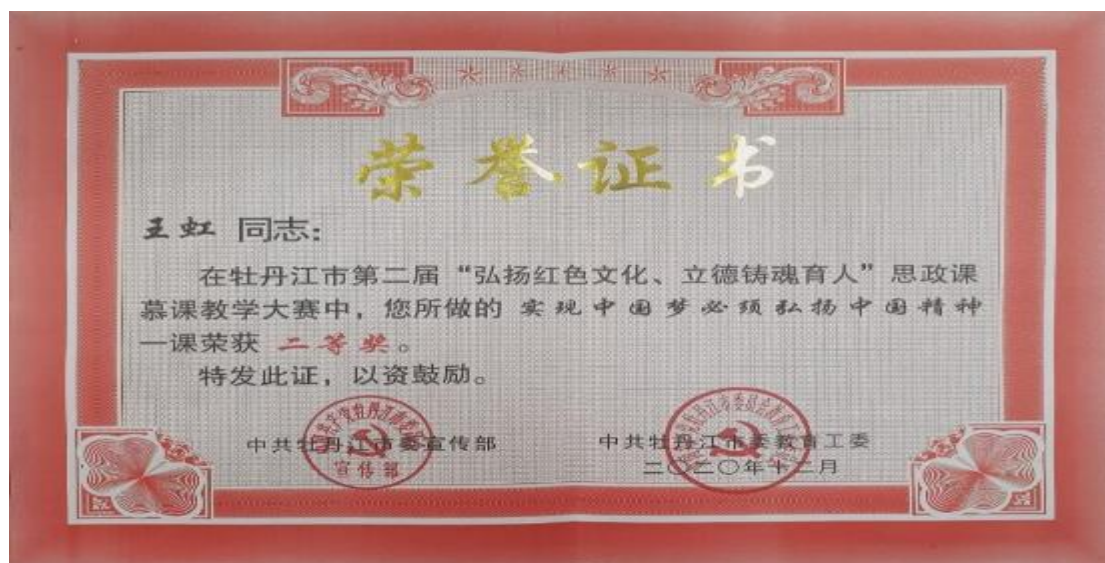 荣誉证书
王虹 同志：
在牡丹江市第二届“弘扬红色文化、立德铸魂育人”思政课
慕课教学大赛中，您所做的 实现中国梦必须弘扬中国精神
一课荣获 二等奖。
特发此证，以资鼓励。
中共牡丹江市委宣传部
宣传部
中共牡丹江市委教育工委
二〇二〇年十二月